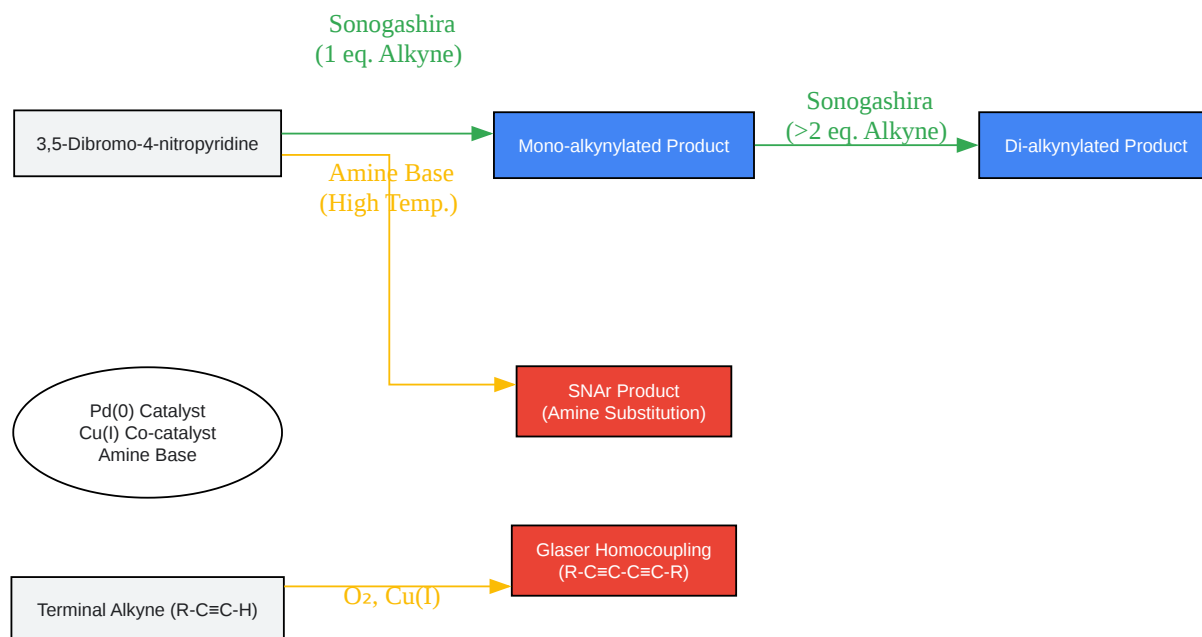 Sonogashira
(1 eq. Alkyne)
3,5-Dibromo-4-nitropyridine
Mono-alkynylated Product
Sonogashira
(>2 eq. Alkyne)
Di-alkynylated Product
Amine Base
(High Temp.)
SNAr Product
(Amine Substitution)
Pd(0) Catalyst
Cu(I) Co-catalyst
Amine Base
Glaser Homocoupling
(R-C≡C-C≡C-R)
Terminal Alkyne (R-C≡C-H)
O₂, Cu(I)